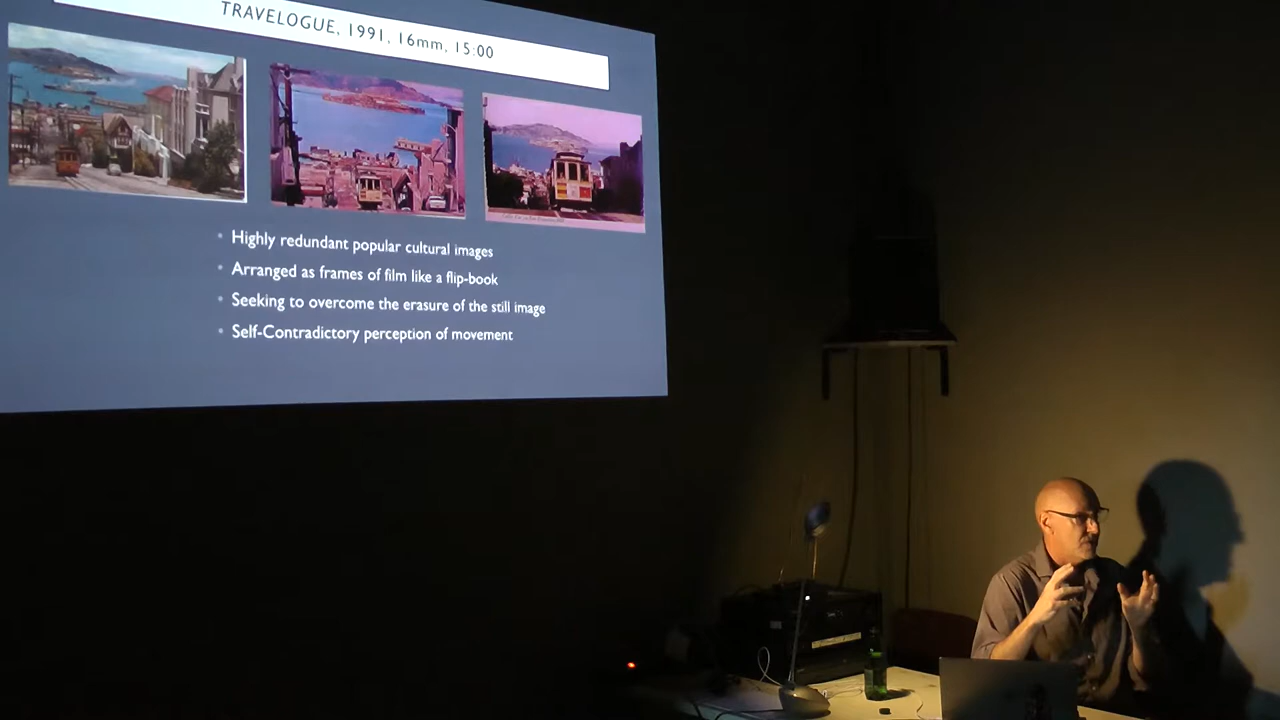 TRAVELOGUE, 1991, 16mm, 15:00
• Highly redundant popular cultural images
• Arranged as frames of film like a flip-book
• Seeking to overcome the erasure of the still image
• Self-Contradictory perception of movement